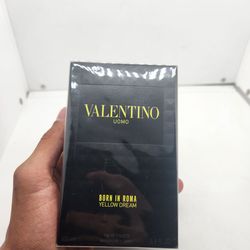 VALENTINO
UOMO
BORN IN ROMA
YELLOW DREAM